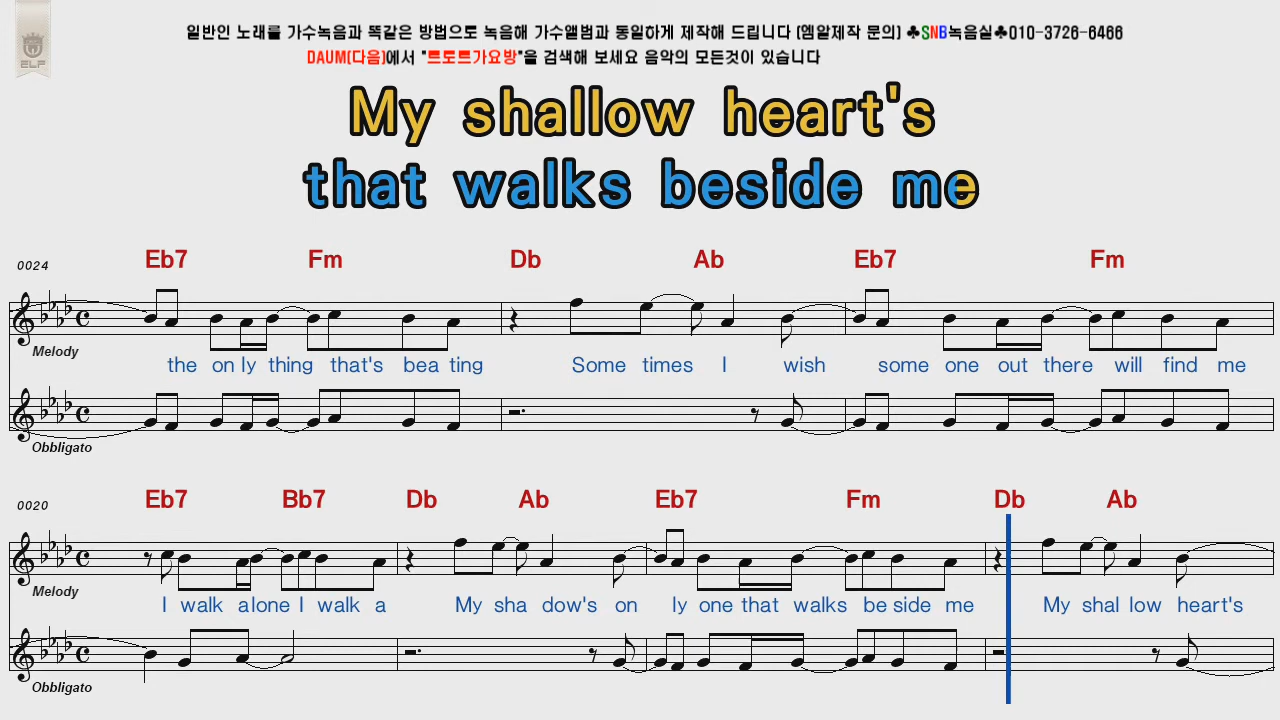 일반인 노래를 가수녹음과 똑같은 방법으로 녹음해 가수앨범과 동일하게 제작해 드립니다 (엠알제작 문의) ♣SNB녹음실♣010-3726-6466
DAUM(다음)에서 "트로트가요방"을 검색해 보세요 음악의 모든것이 있습니다
ELF
My shallow heart's
that walks beside me
0024 Eb7 Fm Db Ab Eb7 Fm
Melody
the on ly thing that's bea ting Some times I wish some one out there will find me
Obbligato
0020 Eb7 Bb7 Db Ab Eb7 Fm Db Ab
Melody
I walk alone I walk a My sha dow's on ly one that walks be side me My shal low heart's
Obbligato